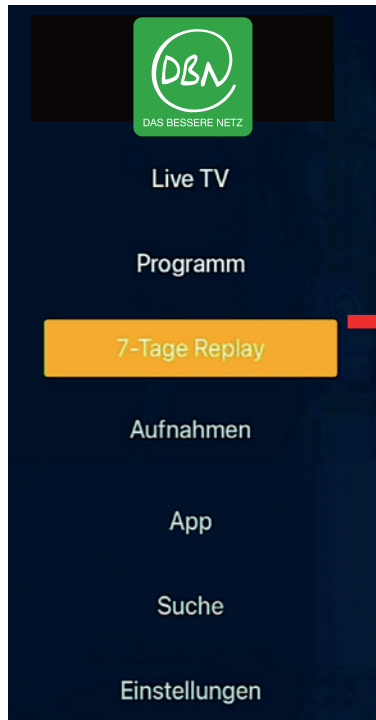 DBN
DAS BESSERE NETZ
Live TV
Programm
7-Tage Replay
Aufnahmen
App
Suche
Einstellungen